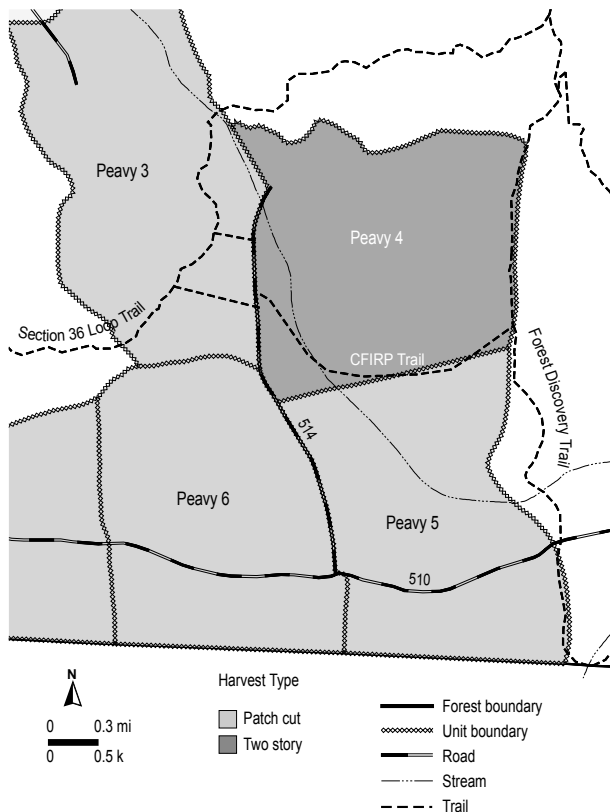 Peavy 3
Peavy 4
Section 36 Loop Trail
CFIRP Trail
Forest Discovery Trail
514
Peavy 6
Peavy 5
510
N
0 0.3 mi
0 0.5 k
Harvest Type
Patch cut
Two story
Forest boundary
Unit boundary
Road
Stream
Trail